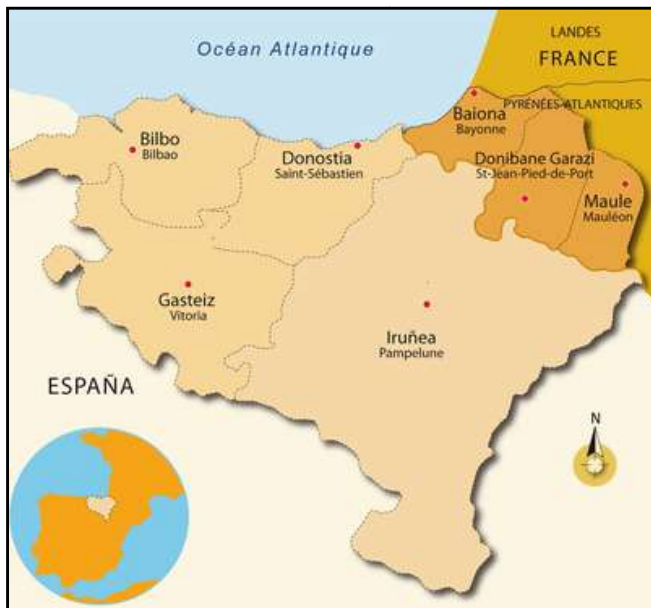 Océan Atlantique
LANDES
FRANCE
PYRÉNÉES-ATLANTIQUES
Baiona
Bayonne
Bilbo
Bilbao
Donostia
Saint-Sébastien
Donibane Garazi
St-Jean-Pied-de-Port
Maule
Mauléon
Gasteiz
Vitoria
Iruñea
Pampelune
ESPAÑA
N